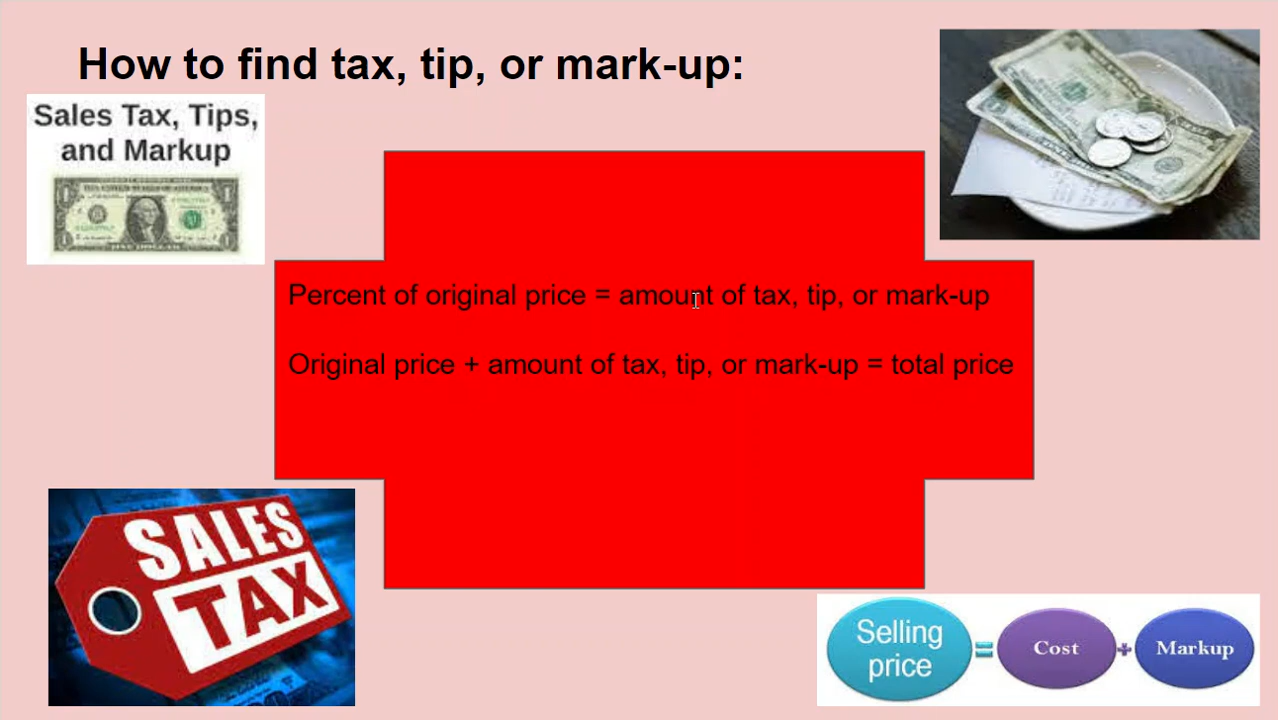 How to find tax, tip, or mark-up:
Sales Tax, Tips,
and Markup
Percent of original price = amount of tax, tip, or mark-up
Original price + amount of tax, tip, or mark-up = total price
SALES
TAX
Selling
price
=
Cost
+
Markup